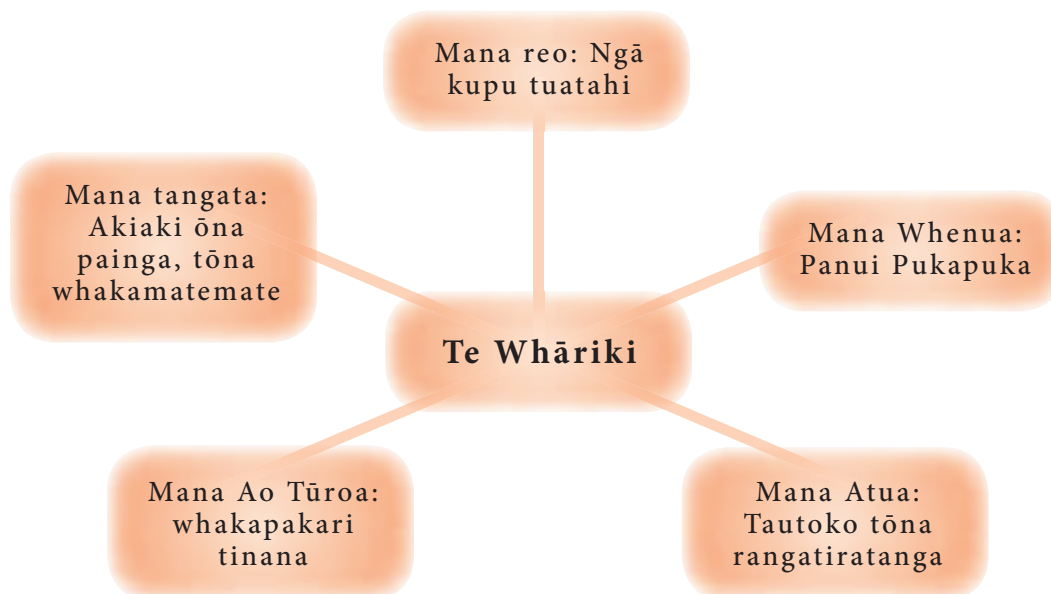 Mana reo: Ngā
kupu tuatahi
Mana tangata:
Akiaki ōna
painga, tōna
whakamatemate
Mana Whenua:
Panui Pukapuka
Te Whāriki
Mana Ao Tūroa:
whakapakari
tinana
Mana Atua:
Tautoko tōna
rangatiratanga